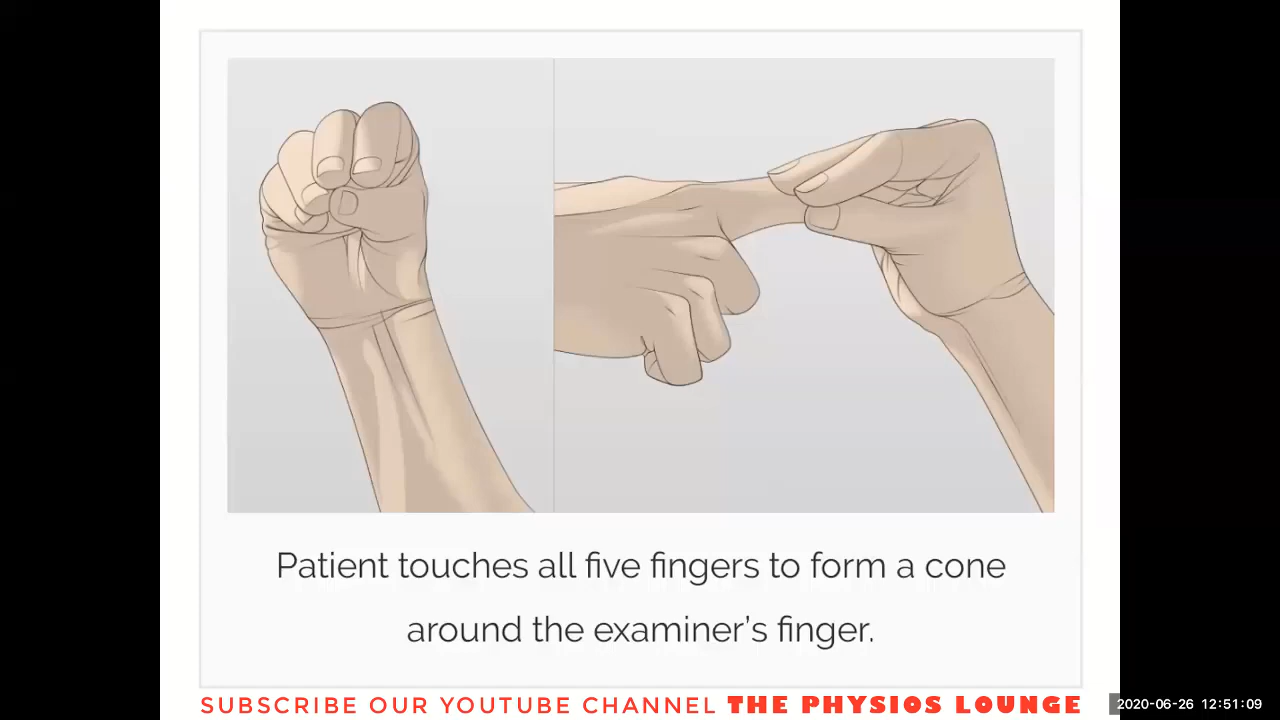 Patient touches all five fingers to form a cone
around the examiner's finger.
SUBSCRIBE OUR YOUTUBE CHANNEL THE PHYSIOS LOUNGE
2020-06-26 12:51:09